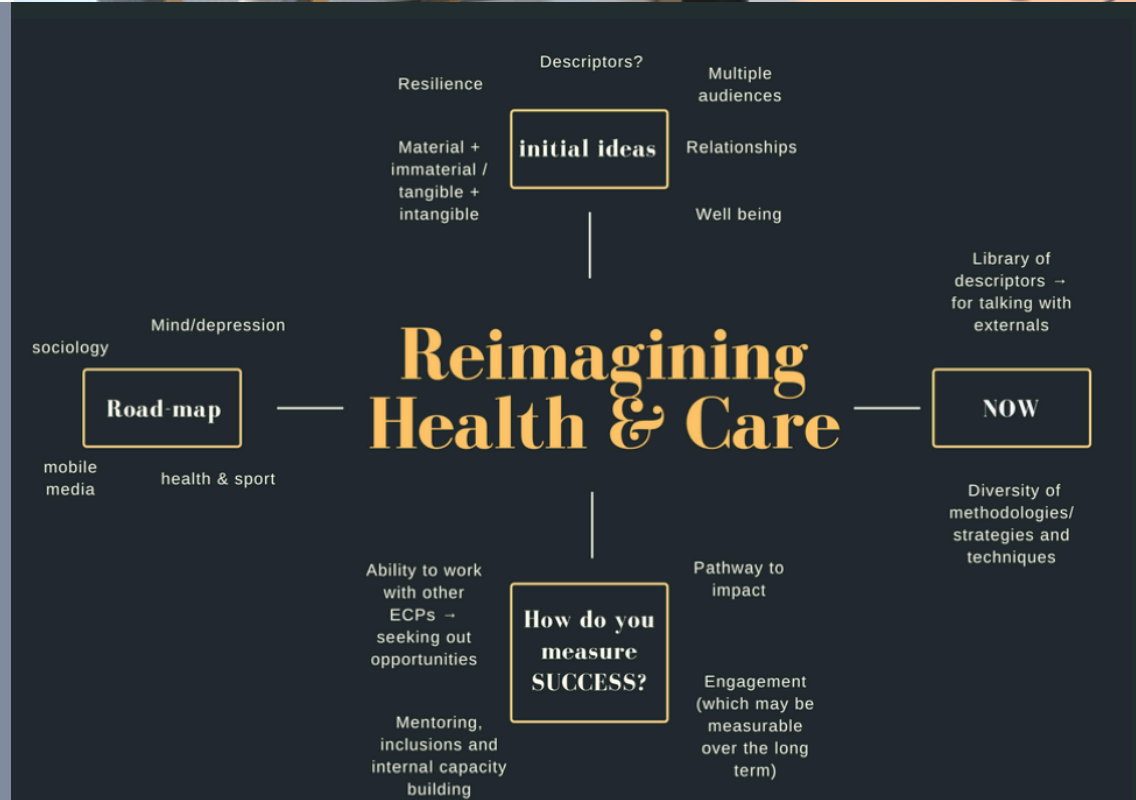 Descriptors?
Resilience
Multiple
audiences
initial ideas
Material +
immaterial /
tangible +
intangible
Relationships
Well being
Library of
descriptors →
for talking with
externals
Mind/depression
sociology
Road-map
mobile
media
health & sport
Reimagining
Health & Care
NOW
Diversity of
methodologies/
strategies and
techniques
Ability to work
with other
ECPs →
seeking out
opportunities
Pathway to
impact
How do you
measure
SUCCESS?
Mentoring,
inclusions and
internal capacity
building
Engagement
(which may be
measurable
over the long
term)